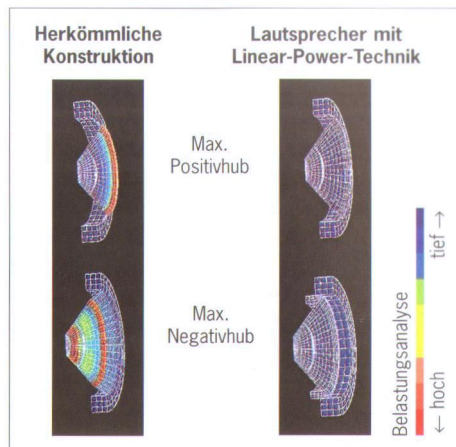 Herkömmliche
Konstruktion
Lautsprecher mit
Linear-Power-Technik
Max.
Positivhub
Max.
Negativhub
Belastungsanalyse
← hoch
tief →